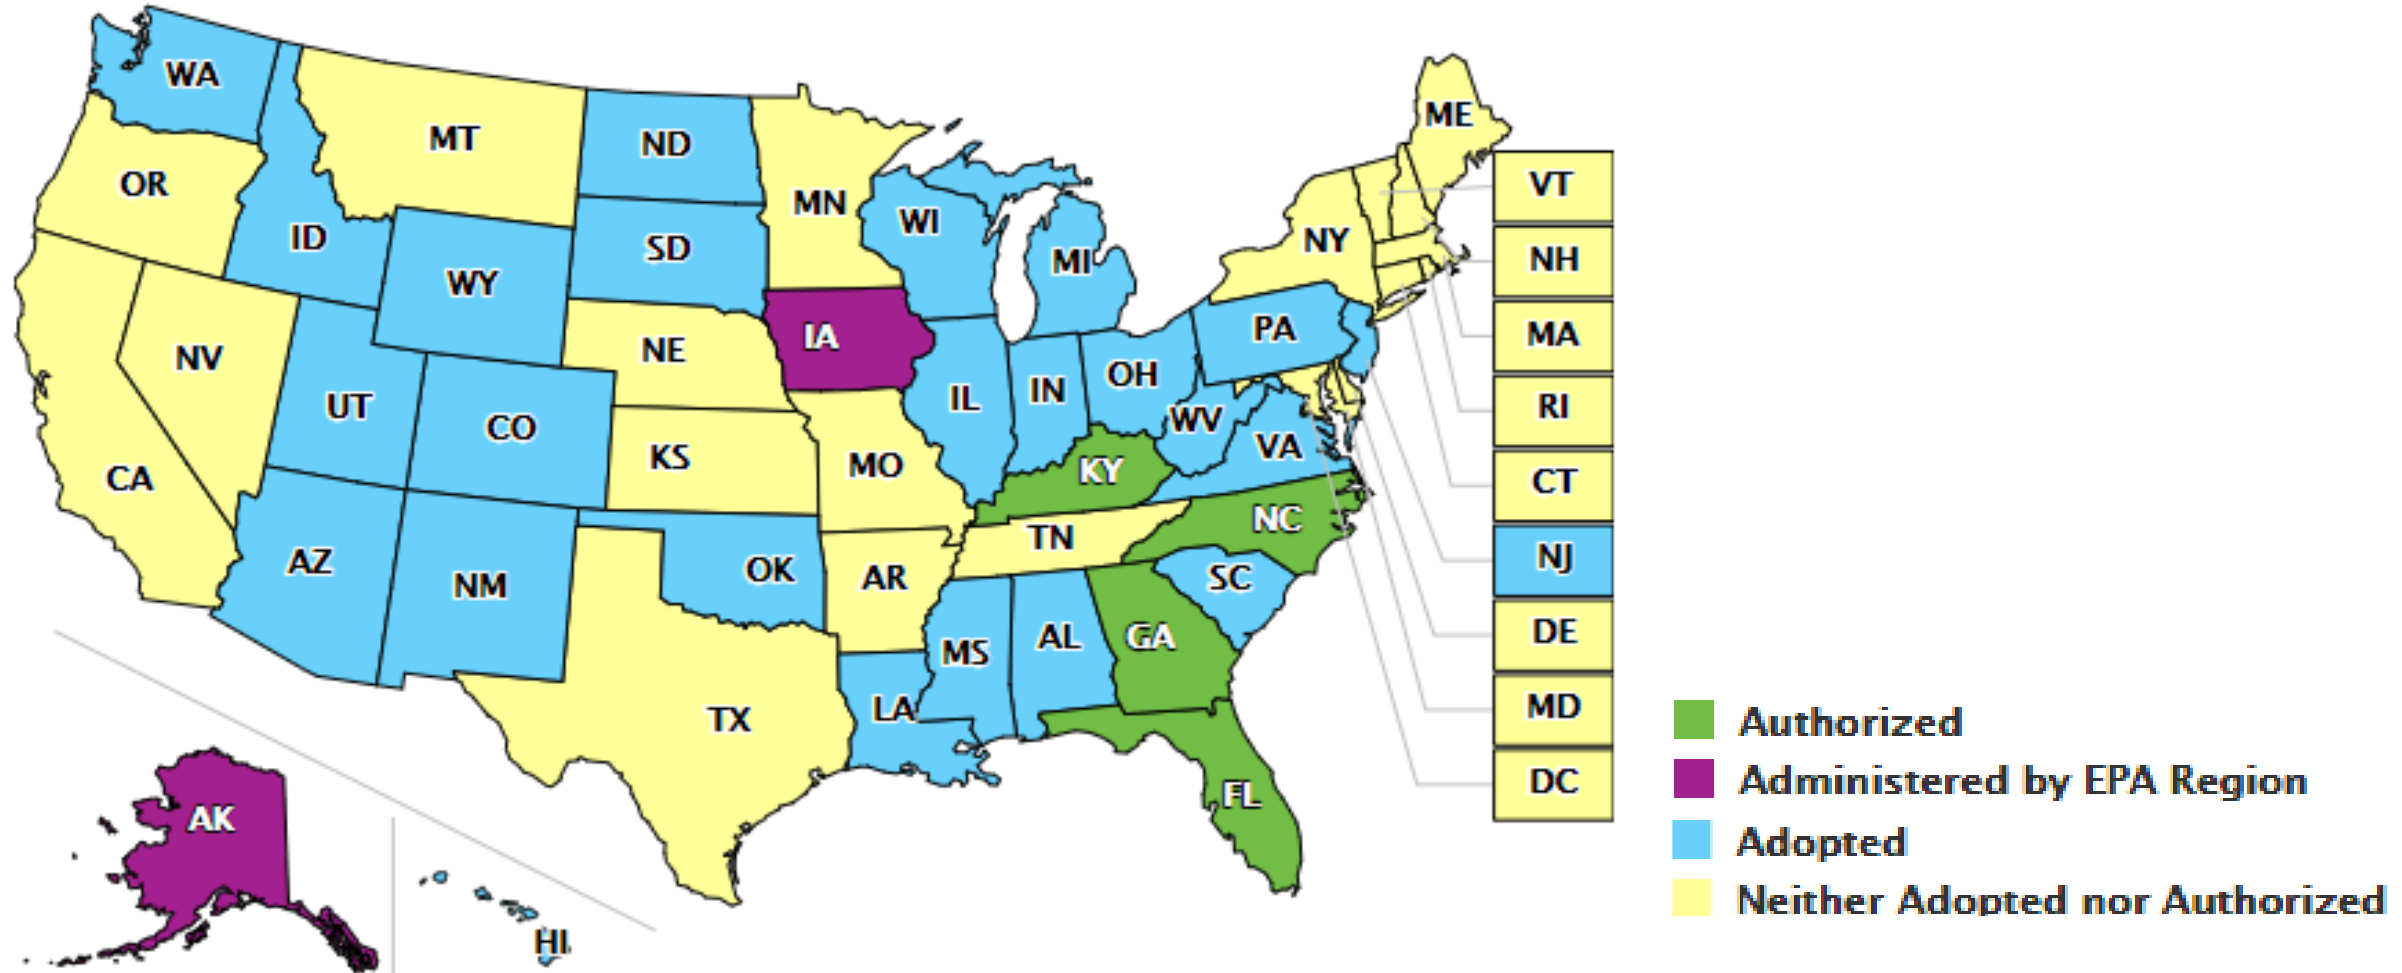 WA
MT
ND
MN
ME
OR
ID
SD
WI
MI
NY
VT
WY
NH
NV
NE
IA
PA
MA
UT
CO
IL
IN
OH
RI
CA
KS
MO
WV
VA
KY
CT
AZ
NM
OK
AR
TN
NC
NJ
SC
MS
AL
GA
DE
TX
LA
MD
FL
DC
AK
HI
Authorized
Administered by EPA Region
Adopted
Neither Adopted nor Authorized